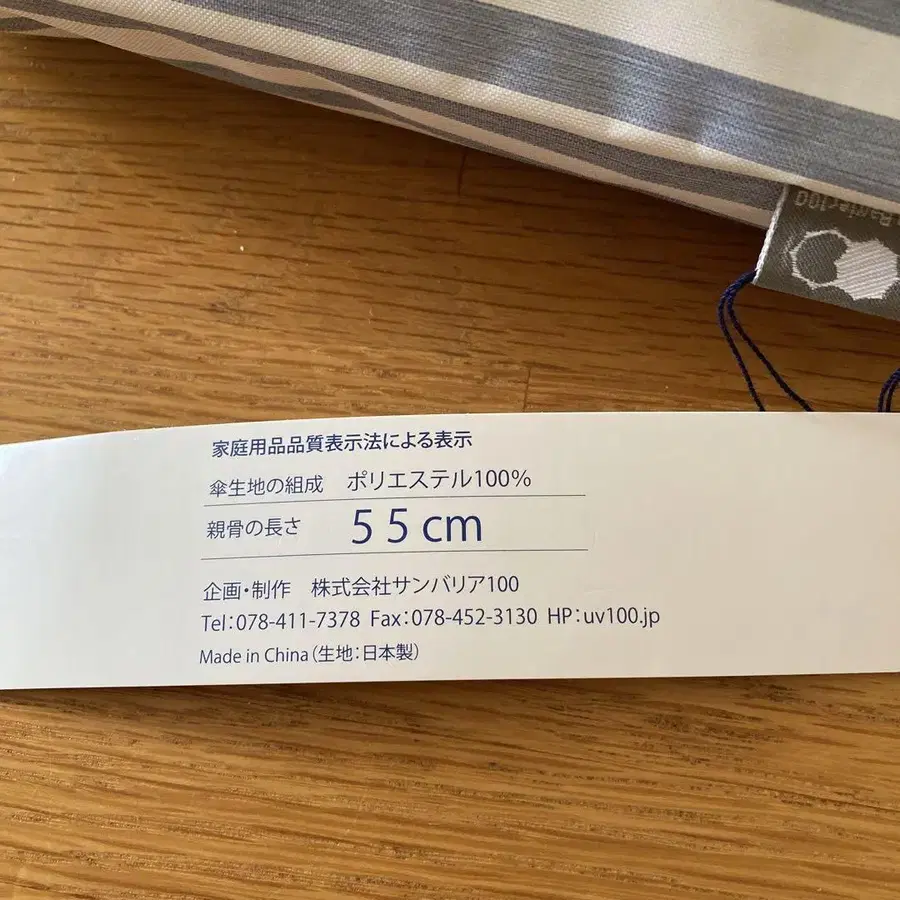 Barrier100
家庭用品品質表示法による表示
傘生地の組成 ポリエステル100%
親骨の長さ 55cm
企画・制作 株式会社サンバリア100
Tel:078-411-7378 Fax:078-452-3130 HP:uv100.jp
Made in China(生地:日本製)